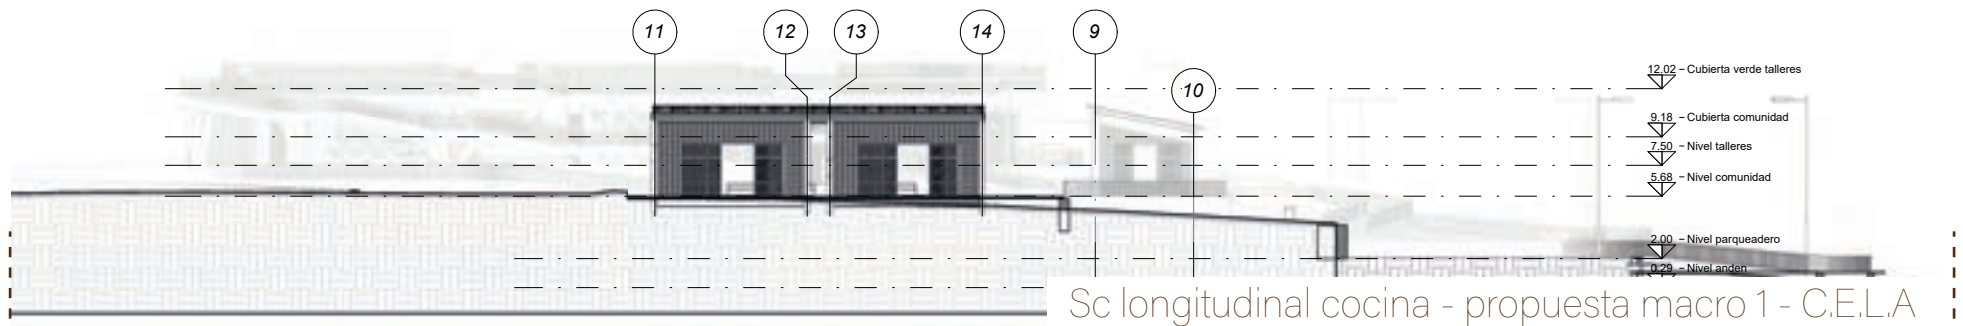 11
12
13
14
9
10
12.02 – Cubierta verde talleres
9.18 – Cubierta comunidad
7.50 – Nivel talleres
5.68 – Nivel comunidad
2.00 – Nivel parqueadero
0.29 – Nivel anden
Sc longitudinal cocina - propuesta macro 1 - C.E.L.A